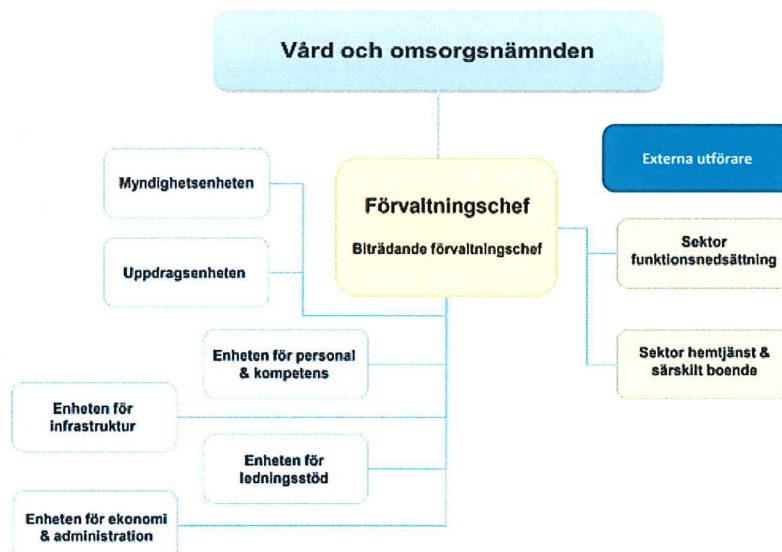 Vård och omsorgsnämnden
Externa utförare
Myndighetsenheten
Förvaltningschef
Biträdande förvaltningschef
Sektor
funktionsnedsättning
Uppdragsenheten
Enheten för personal
& kompetens
Sektor hemtjänst &
särskilt boende
Enheten för
infrastruktur
Enheten för
ledningsstöd
Enheten för ekonomi
& administration